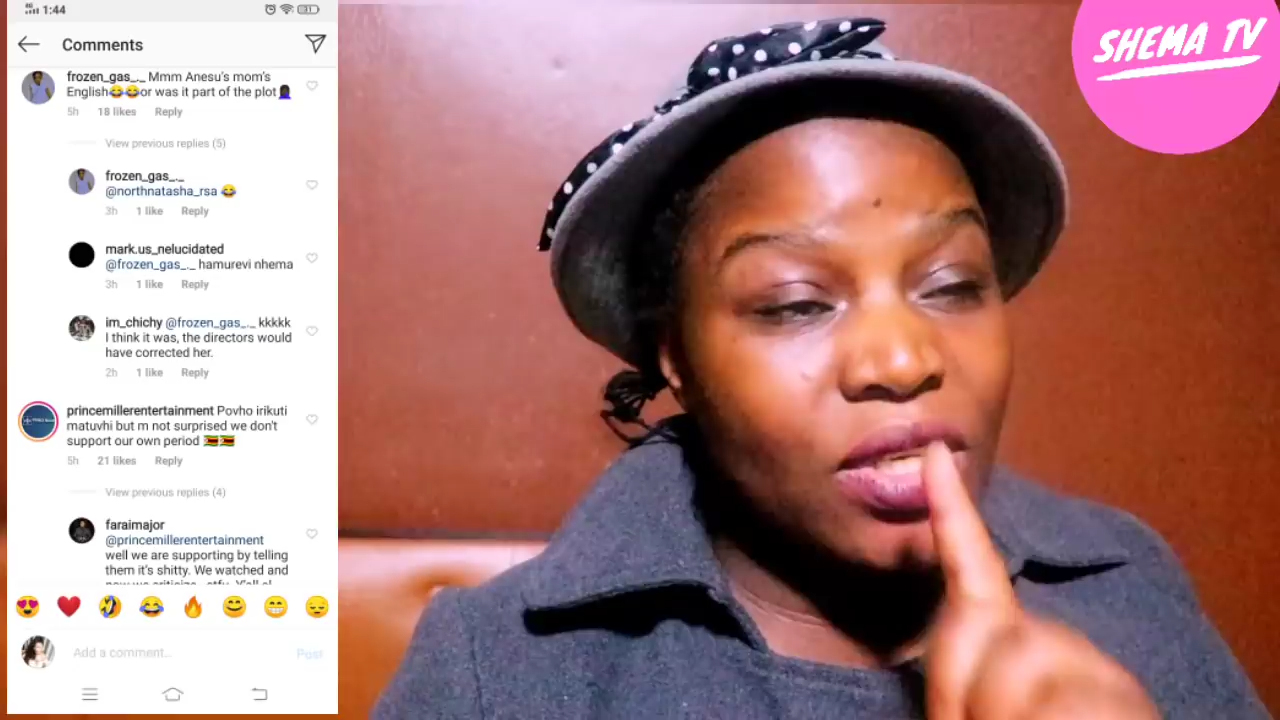 1:44
31
Comments
frozen_gas_._ Mmm Anesu's mom's
English😂😂or was it part of the plot🤦🏿‍♀️
5h 18 likes Reply
View previous replies (5)
frozen_gas_._
@northnatasha_rsa 😂
3h 1 like Reply
mark.us_nelucidated
@frozen_gas_._ hamurevi nhema
3h 1 like Reply
im_chichy @frozen_gas_._ kkkkk
I think it was, the directors would
have corrected her.
2h 1 like Reply
princemillerentertainment Povho irikuti
matuvhi but m not surprised we don't
support our own period 🇿🇼🇿🇼
5h 21 likes Reply
View previous replies (4)
faraimajor
@princemillerentertainment
well we are supporting by telling
them it's shitty. We watched and
😍❤️🤣😂🔥😊😁😔
Add a comment...
Post
SHEMA TV